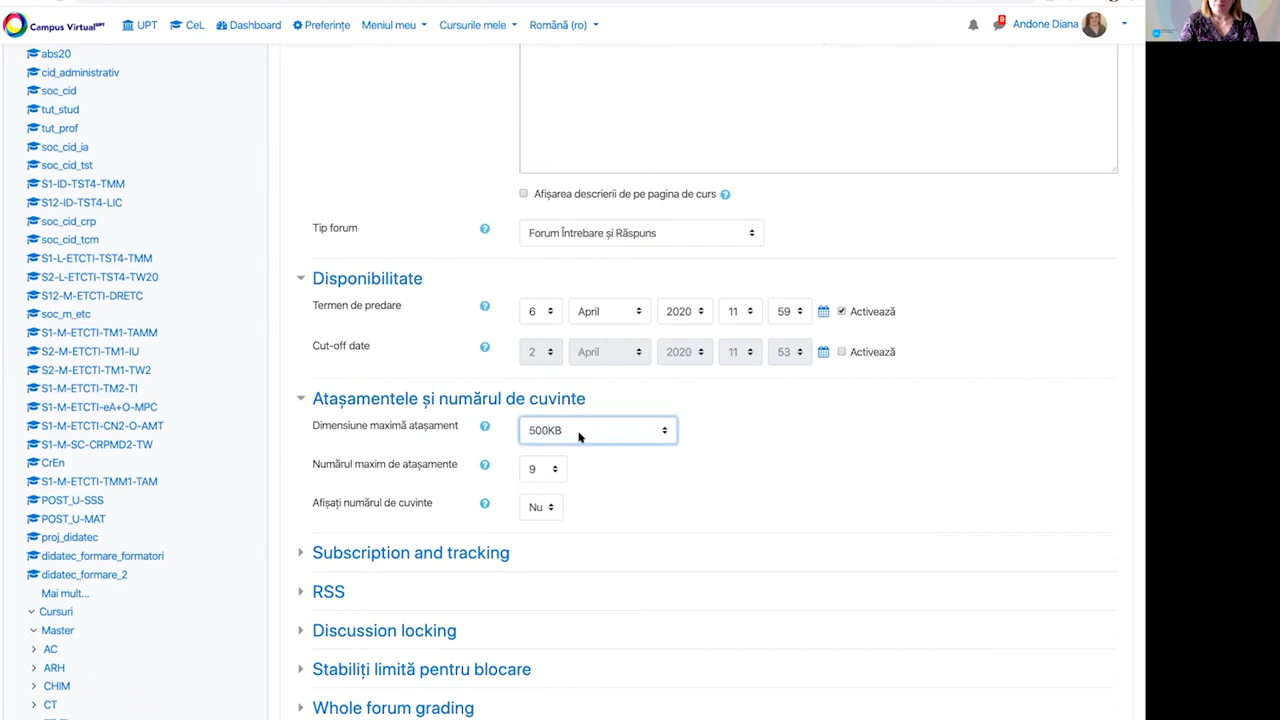 Campus Virtual UPT
UPT
CeL
Dashboard
Preferințe
Meniul meu
Cursurile mele
Română (ro)
9
Andone Diana
abs20
cid_administrativ
soc_cid
tut_stud
tut_prof
soc_cid_ia
soc_cid_tst
S1-ID-TST4-TMM
S12-ID-TST4-LIC
soc_cid_crp
soc_cid_tcm
S1-L-ETCTI-TST4-TMM
S2-L-ETCTI-TST4-TW20
S12-M-ETCTI-DRETC
soc_m_etc
S1-M-ETCTI-TM1-TAMM
S2-M-ETCTI-TM1-IU
S2-M-ETCTI-TM1-TW2
S1-M-ETCTI-TM2-TI
S1-M-ETCTI-eA+O-MPC
S1-M-ETCTI-CN2-O-AMT
S1-M-SC-CRPMD2-TW
CrEn
S1-M-ETCTI-TMM1-TAM
POST_U-SSS
POST_U-MAT
proj_didatec
didatec_formare_formatori
didatec_formare_2
Mai mult...
Cursuri
Master
AC
ARH
CHIM
CT
Afișarea descrierii de pe pagina de curs
Tip forum
Forum Întrebare și Răspuns
Disponibilitate
Termen de predare
6 April 2020 11 59 Activează
Cut-off date
2 April 2020 11 53 Activează
Atașamentele și numărul de cuvinte
Dimensiune maximă atașament
500KB
Numărul maxim de atașamente
9
Afișați numărul de cuvinte
Nu
Subscription and tracking
RSS
Discussion locking
Stabiliți limită pentru blocare
Whole forum grading